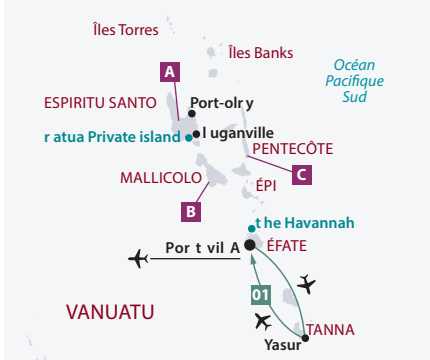 Îles Torres
Îles Banks
Océan
Pacifique
Sud
A
ESPIRITU SANTO
Port-olr y
l uganville
r atua Private island
PENTECÔTE
C
MALLICOLO
ÉPI
B
t he Havannah
Por t vil A
ÉFATE
01
VANUATU
TANNA
Yasur